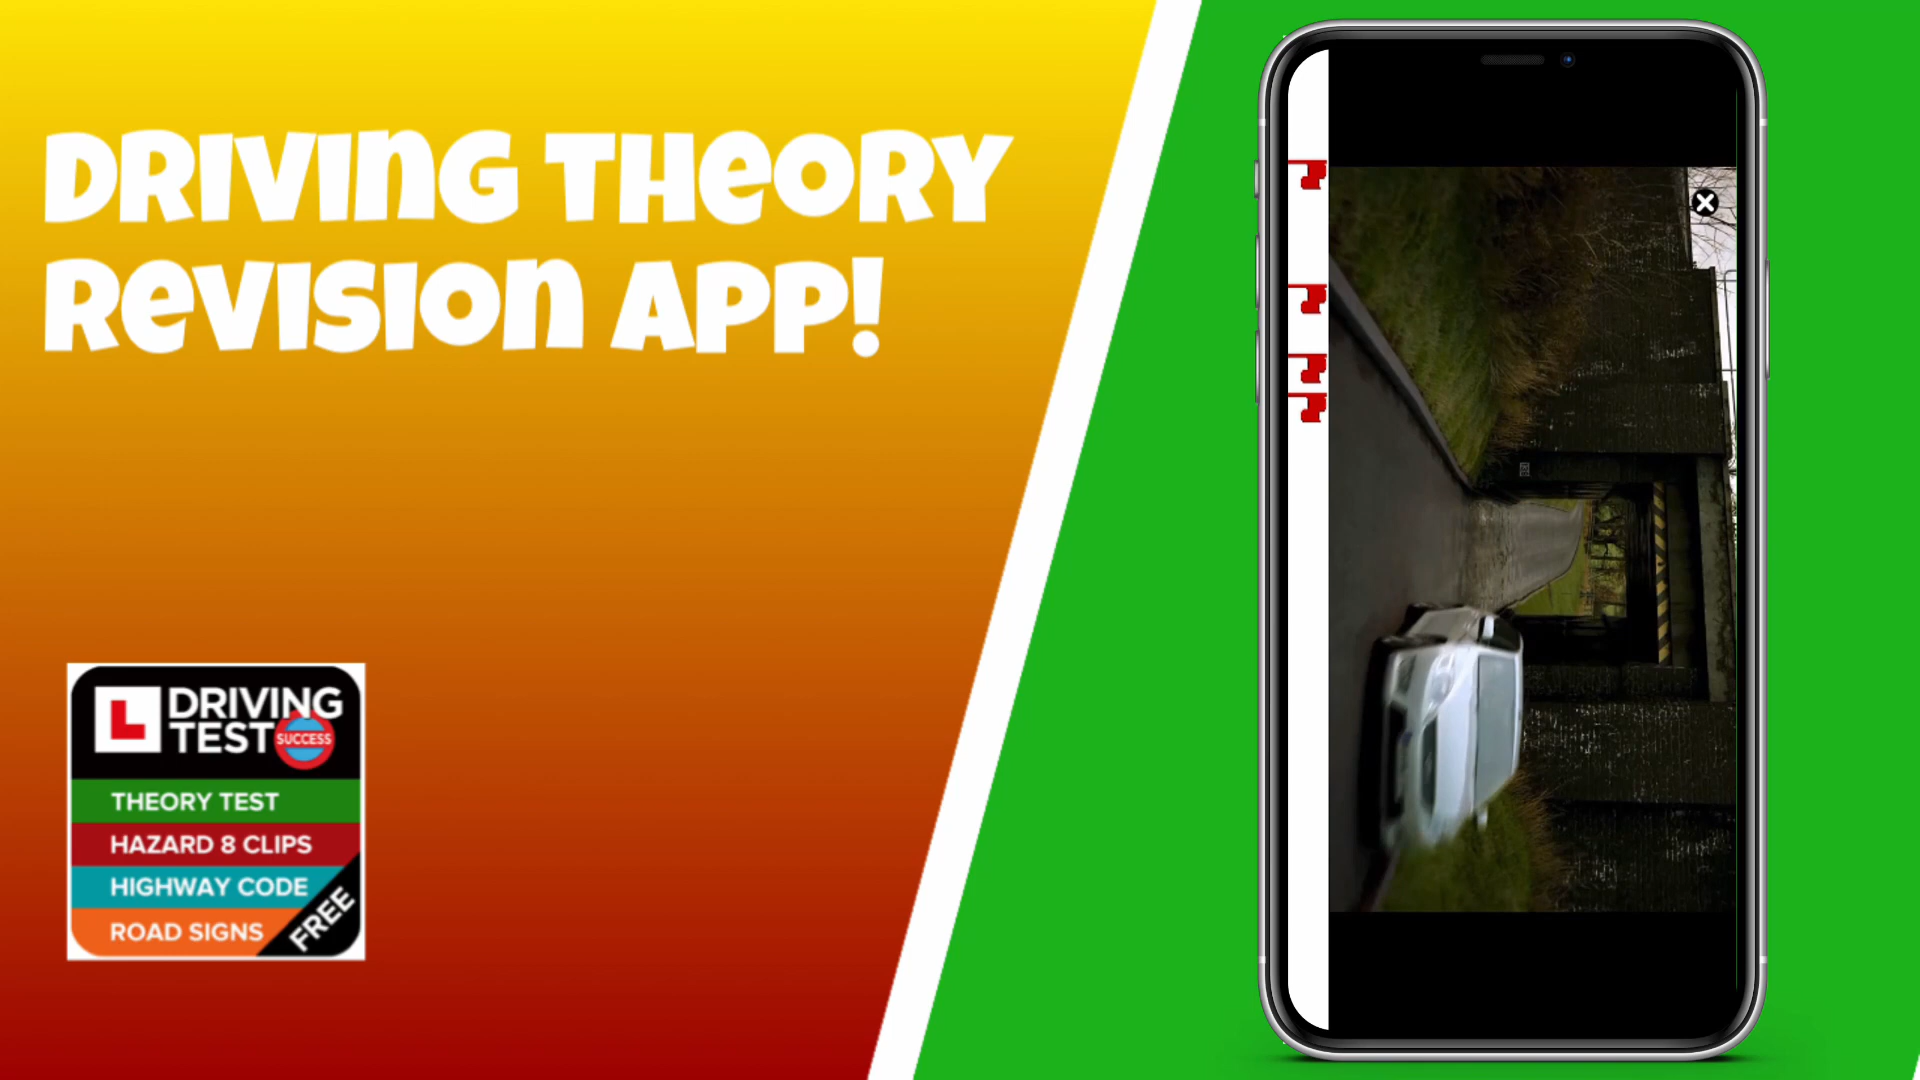 DRIVING THEORY
REVISION APP!
L DRIVING
TEST SUCCESS
THEORY TEST
HAZARD 8 CLIPS
HIGHWAY CODE
ROAD SIGNS
FREE